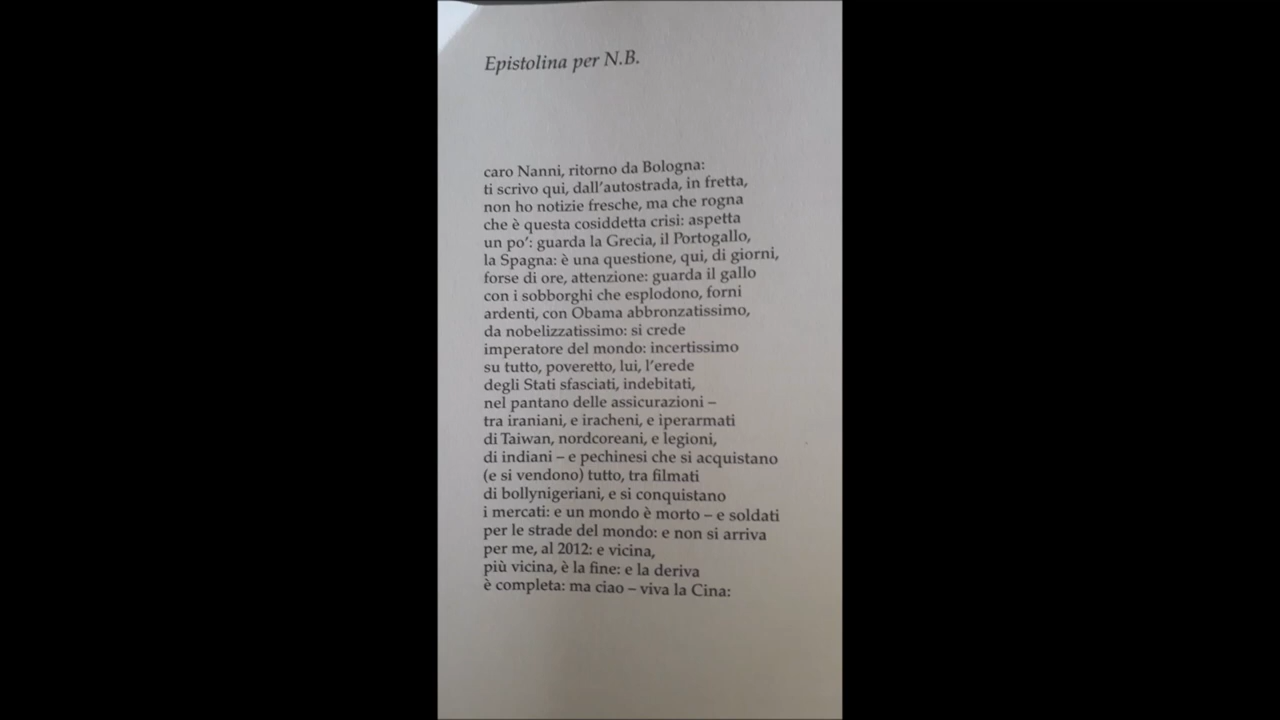 Epistolina per N.B.
caro Nanni, ritorno da Bologna:
ti scrivo qui, dall'autostrada, in fretta,
non ho notizie fresche, ma che rogna
che è questa cosiddetta crisi: aspetta
un po': guarda la Grecia, il Portogallo,
la Spagna: è una questione, qui, di giorni,
forse di ore, attenzione: guarda il gallo
con i sobborghi che esplodono, forni
ardenti, con Obama abbronzatissimo,
da nobelizzatissimo: si crede
imperatore del mondo: incertissimo
su tutto, poveretto, lui, l'erede
degli Stati sfasciati, indebitati,
nel pantano delle assicurazioni –
tra iraniani, e iracheni, e iperarmati
di Taiwan, nordcoreani, e legioni,
di indiani – e pechinesi che si acquistano
(e si vendono) tutto, tra filmati
di bollynigeriani, e si conquistano
i mercati: e un mondo è morto – e soldati
per le strade del mondo: e non si arriva
per me, al 2012: e vicina,
più vicina, è la fine: e la deriva
è completa: ma ciao – viva la Cina: